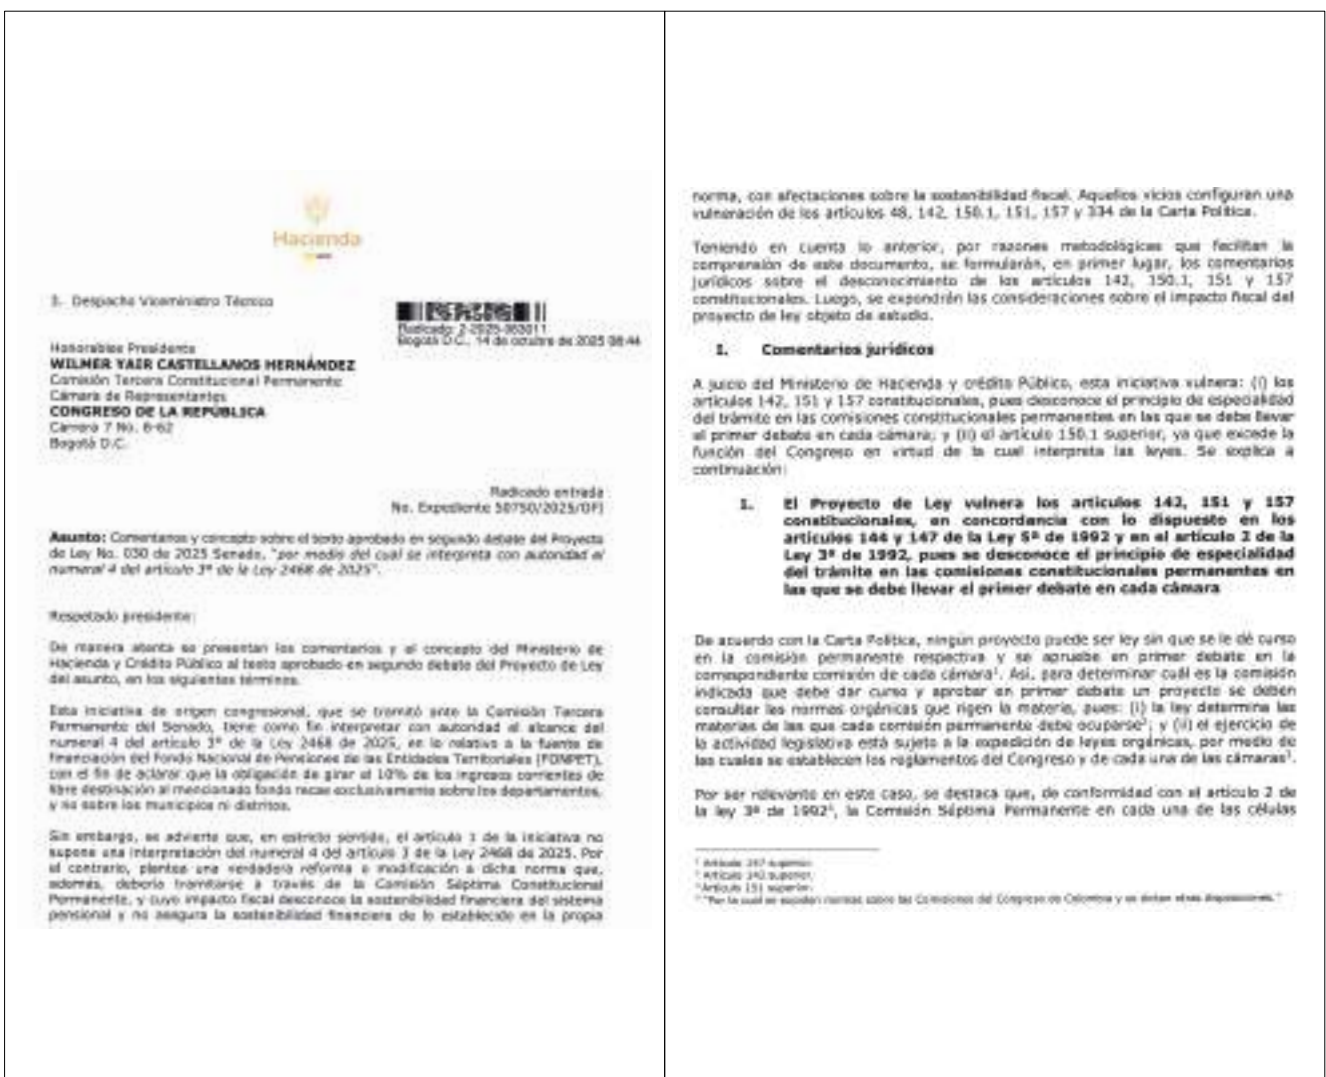 Hacienda
3. Despacho Viceministro Técnico
Radicado: 2-2025-063011
Bogotá D.C., 14 de octubre de 2025 08:44
Honorables Presidente
WILMER YAIR CASTELLANOS HERNÁNDEZ
Comisión Tercera Constitucional Permanente
Cámara de Representantes
CONGRESO DE LA REPÚBLICA
Carrera 7 No. 8-62
Bogotá D.C.
Radicado entrada
No. Expediente 50750/2025/OFI
Asunto: Comentarios y concepto sobre el texto aprobado en segundo debate del Proyecto
de Ley No. 030 de 2025 Senado, "por medio del cual se interpreta con autoridad el
numeral 4 del artículo 3º de la Ley 2468 de 2025".
Respetado presidente:
De manera atenta se presentan los comentarios y el concepto del Ministerio de
Hacienda y Crédito Público al texto aprobado en segundo debate del Proyecto de Ley
del asunto, en los siguientes términos.
Esta iniciativa de origen congresional, que se tramitó ante la Comisión Tercera
Permanente del Senado, tiene como fin interpretar con autoridad el alcance del
numeral 4 del artículo 3º de la Ley 2468 de 2025, en lo relativo a la fuente de
financiación del Fondo Nacional de Pensiones de las Entidades Territoriales (FONPET),
con el fin de aclarar que la obligación de girar el 10% de los ingresos corrientes de
libre destinación al mencionado fondo recae exclusivamente sobre los departamentos,
y no sobre los municipios ni distritos.
Sin embargo, se advierte que, en estricto sentido, el artículo 1 de la iniciativa no
supone una interpretación del numeral 4 del artículo 3 de la Ley 2468 de 2025. Por
el contrario, plantea una verdadera reforma o modificación a dicha norma que,
además, debería tramitarse a través de la Comisión Séptima Constitucional
Permanente, y cuyo impacto fiscal desconoce la sostenibilidad financiera del sistema
pensional y no asegura la sostenibilidad financiera de lo establecido en la propia
norma, con afectaciones sobre la sostenibilidad fiscal. Aquellos vicios configuran una
vulneración de los artículos 48, 142, 150.1, 151, 157 y 334 de la Carta Política.
Teniendo en cuenta lo anterior, por razones metodológicas que facilitan la
comprensión de este documento, se formularán, en primer lugar, los comentarios
jurídicos sobre el desconocimiento de los artículos 142, 150.1, 151 y 157
constitucionales. Luego, se expondrán las consideraciones sobre el impacto fiscal del
proyecto de ley objeto de estudio.
I. Comentarios jurídicos
A juicio del Ministerio de Hacienda y crédito Público, esta iniciativa vulnera: (i) los
artículos 142, 151 y 157 constitucionales, pues desconoce el principio de especialidad
del trámite en las comisiones constitucionales permanentes en las que se debe llevar
el primer debate en cada cámara; y (ii) el artículo 150.1 superior, ya que excede la
función del Congreso en virtud de la cual interpreta las leyes. Se explica a
continuación:
1. El Proyecto de Ley vulnera los artículos 142, 151 y 157
constitucionales, en concordancia con lo dispuesto en los
artículos 144 y 147 de la Ley 5ª de 1992 y en el artículo 2 de la
Ley 3ª de 1992, pues se desconoce el principio de especialidad
del trámite en las comisiones constitucionales permanentes en
las que se debe llevar el primer debate en cada cámara
De acuerdo con la Carta Política, ningún proyecto puede ser ley sin que se le dé curso
en la comisión permanente respectiva y se apruebe en primer debate en la
correspondiente comisión de cada cámara¹. Así, para determinar cuál es la comisión
indicada que debe dar curso y aprobar en primer debate un proyecto se deben
consultar las normas orgánicas que rigen la materia, pues: (i) la ley determina las
materias de las que cada comisión permanente debe ocuparse²; y (ii) el ejercicio de
la actividad legislativa está sujeto a la expedición de leyes orgánicas, por medio de
las cuales se establecen los reglamentos del Congreso y de cada una de las cámaras³.
Por ser relevante en este caso, se destaca que, de conformidad con el artículo 2 de
la ley 3ª de 1992⁴, la Comisión Séptima Permanente en cada una de las células
¹ Artículo 157 superior.
² Artículo 142 superior.
³ Artículo 151 superior.
⁴ "Por la cual se expiden normas sobre las Comisiones del Congreso de Colombia y se dictan otras disposiciones."